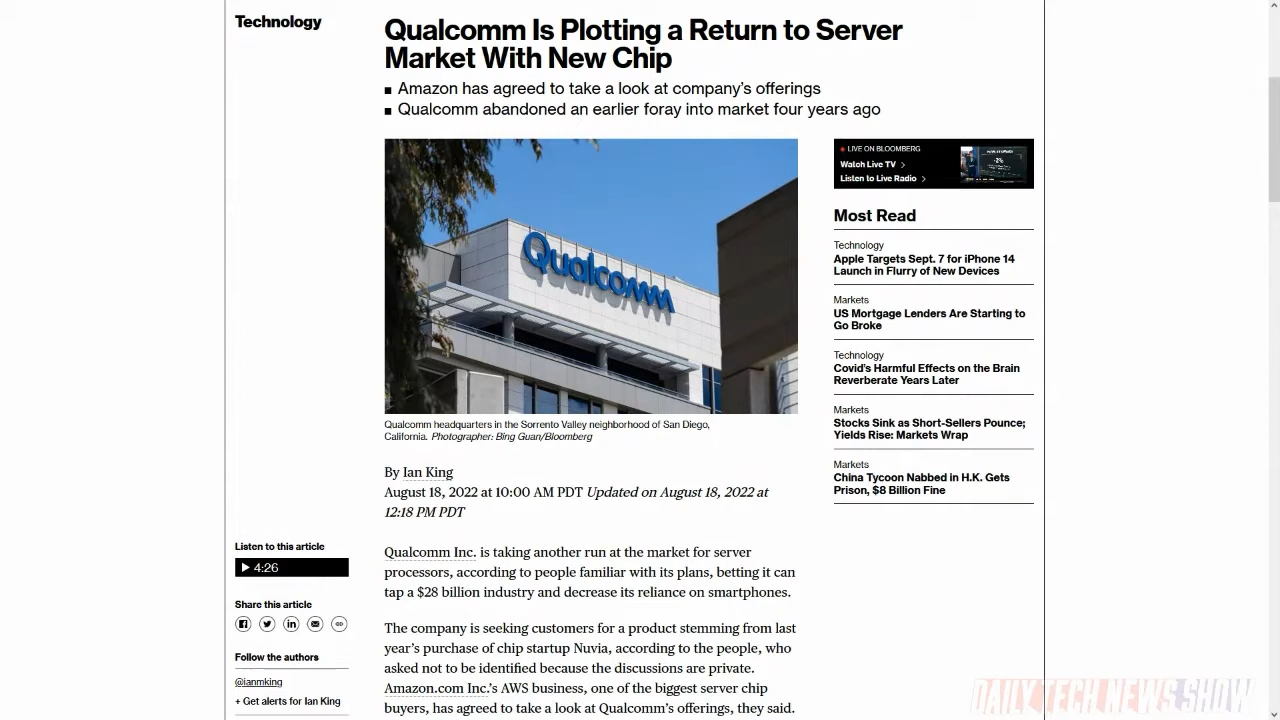 Technology
Qualcomm Is Plotting a Return to Server
Market With New Chip
Amazon has agreed to take a look at company's offerings
Qualcomm abandoned an earlier foray into market four years ago
Qualcomm
Qualcomm headquarters in the Sorrento Valley neighborhood of San Diego,
California. Photographer: Bing Guan/Bloomberg
By Ian King
August 18, 2022 at 10:00 AM PDT Updated on August 18, 2022 at
12:18 PM PDT
Listen to this article
4:26
Share this article
Follow the authors
@ianmking
+ Get alerts for Ian King
Qualcomm Inc. is taking another run at the market for server
processors, according to people familiar with its plans, betting it can
tap a $28 billion industry and decrease its reliance on smartphones.
The company is seeking customers for a product stemming from last
year's purchase of chip startup Nuvia, according to the people, who
asked not to be identified because the discussions are private.
Amazon.com Inc.'s AWS business, one of the biggest server chip
buyers, has agreed to take a look at Qualcomm's offerings, they said.
LIVE ON BLOOMBERG
Watch Live TV
Listen to Live Radio
Most Read
Technology
Apple Targets Sept. 7 for iPhone 14
Launch in Flurry of New Devices
Markets
US Mortgage Lenders Are Starting to
Go Broke
Technology
Covid's Harmful Effects on the Brain
Reverberate Years Later
Markets
Stocks Sink as Short-Sellers Pounce;
Yields Rise: Markets Wrap
Markets
China Tycoon Nabbed in H.K. Gets
Prison, $8 Billion Fine
DAILY TECH NEWS SHOW